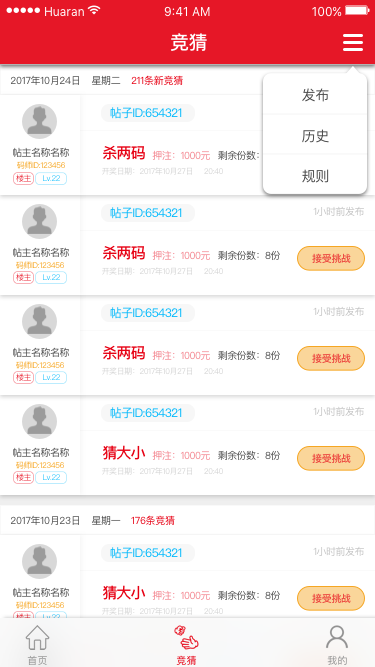 Huaran 9:41 AM 100%
竞猜
2017年10月24日 星期二 211条新竞猜
发布
历史
规则
帖子ID:654321
帖主名称名称
码师ID:123456
楼主 Lv.22
杀两码 押注：1000元 剩余份数：
开奖日期：2017年10月27日 20:40
帖子ID:654321 1小时前发布
帖主名称名称
码师ID:123456
楼主 Lv.22
杀两码 押注：1000元 剩余份数：8份 接受挑战
开奖日期：2017年10月27日 20:40
帖子ID:654321 1小时前发布
帖主名称名称
码师ID:123456
楼主 Lv.22
杀两码 押注：1000元 剩余份数：8份 接受挑战
开奖日期：2017年10月27日 20:40
帖子ID:654321 1小时前发布
帖主名称名称
码师ID:123456
楼主 Lv.22
猜大小 押注：1000元 剩余份数：8份 接受挑战
开奖日期：2017年10月27日 20:40
2017年10月23日 星期一 176条竞猜
帖子ID:654321 1小时前发布
帖主名称名称
码师ID:123456
楼主 Lv.22
猜大小 押注：1000元 剩余份数：8份 接受挑战
开奖日期：2017年10月27日 20:40
首页 竞猜 我的